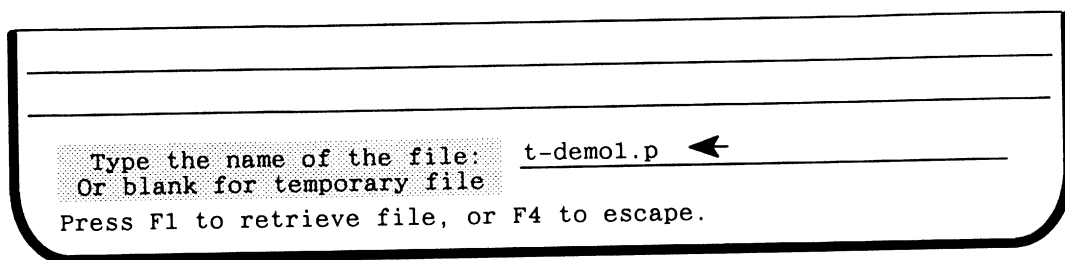 Type the name of the file: t-demo1.p
Or blank for temporary file
Press F1 to retrieve file, or F4 to escape.